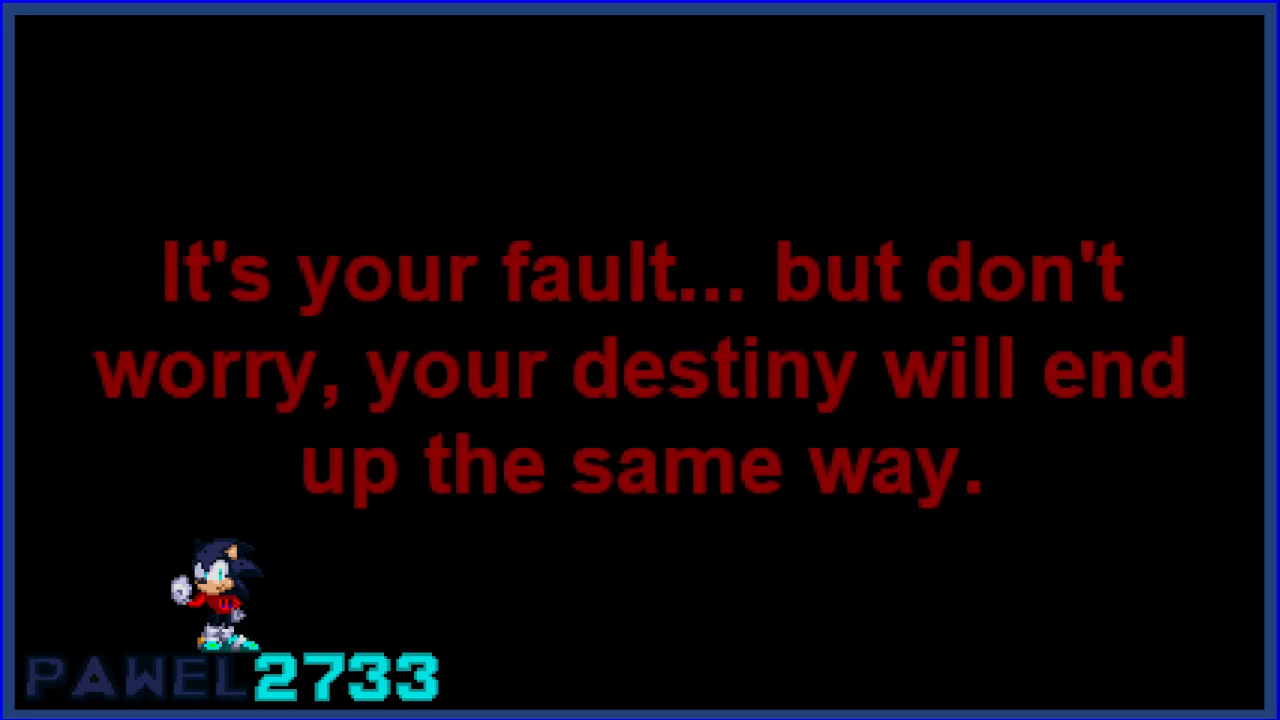 It's your fault... but don't
worry, your destiny will end
up the same way.
PAWEL2733